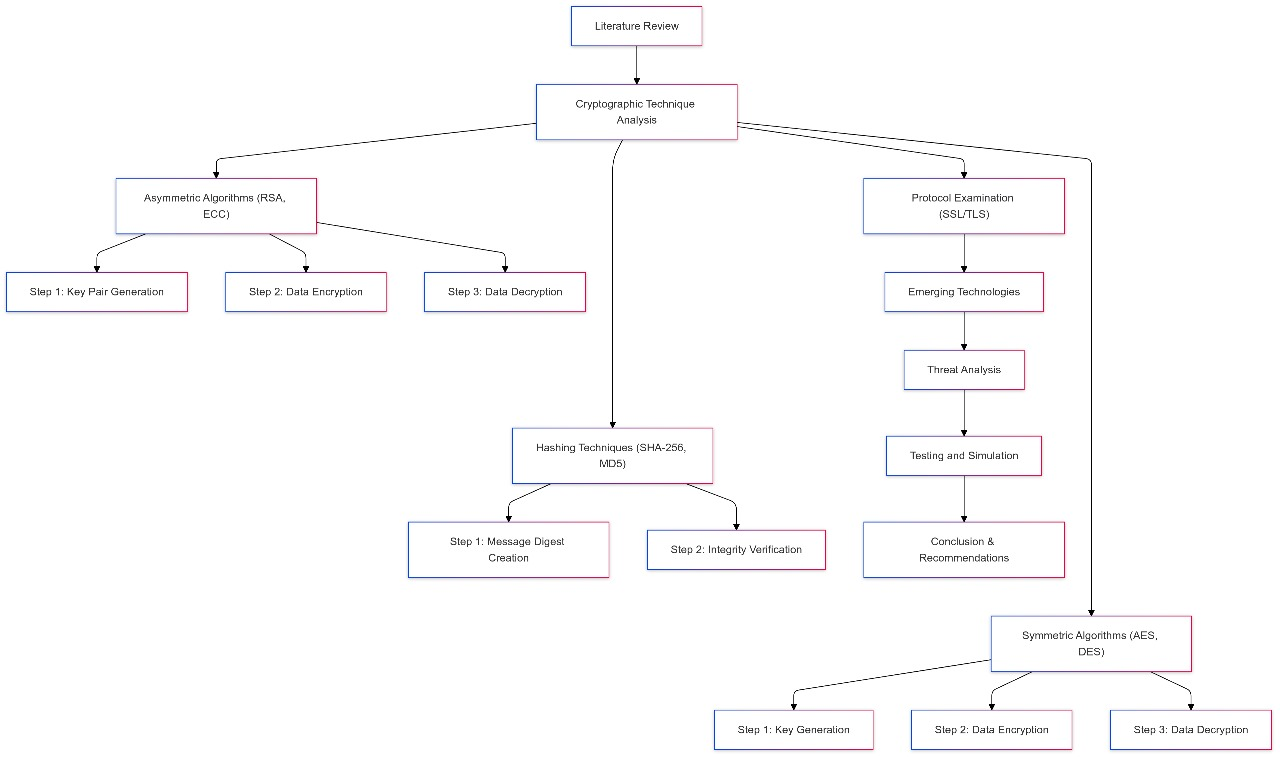 Literature Review
Cryptographic Technique
Analysis
Asymmetric Algorithms (RSA,
ECC)
Protocol Examination
(SSL/TLS)
Step 1: Key Pair Generation
Step 2: Data Encryption
Step 3: Data Decryption
Emerging Technologies
Threal Analysis
Hashing Techniques (SHA-256,
MD5)
Testing and Simulation
Step 1: Message Digest
Creation
Step 2: Integrity Verification
Conclusion &
Recommendations
Symmetric Algorithms (AES,
DES)
Step 1: Key Generation
Step 2: Data Encryption
Step 3: Data Decryption